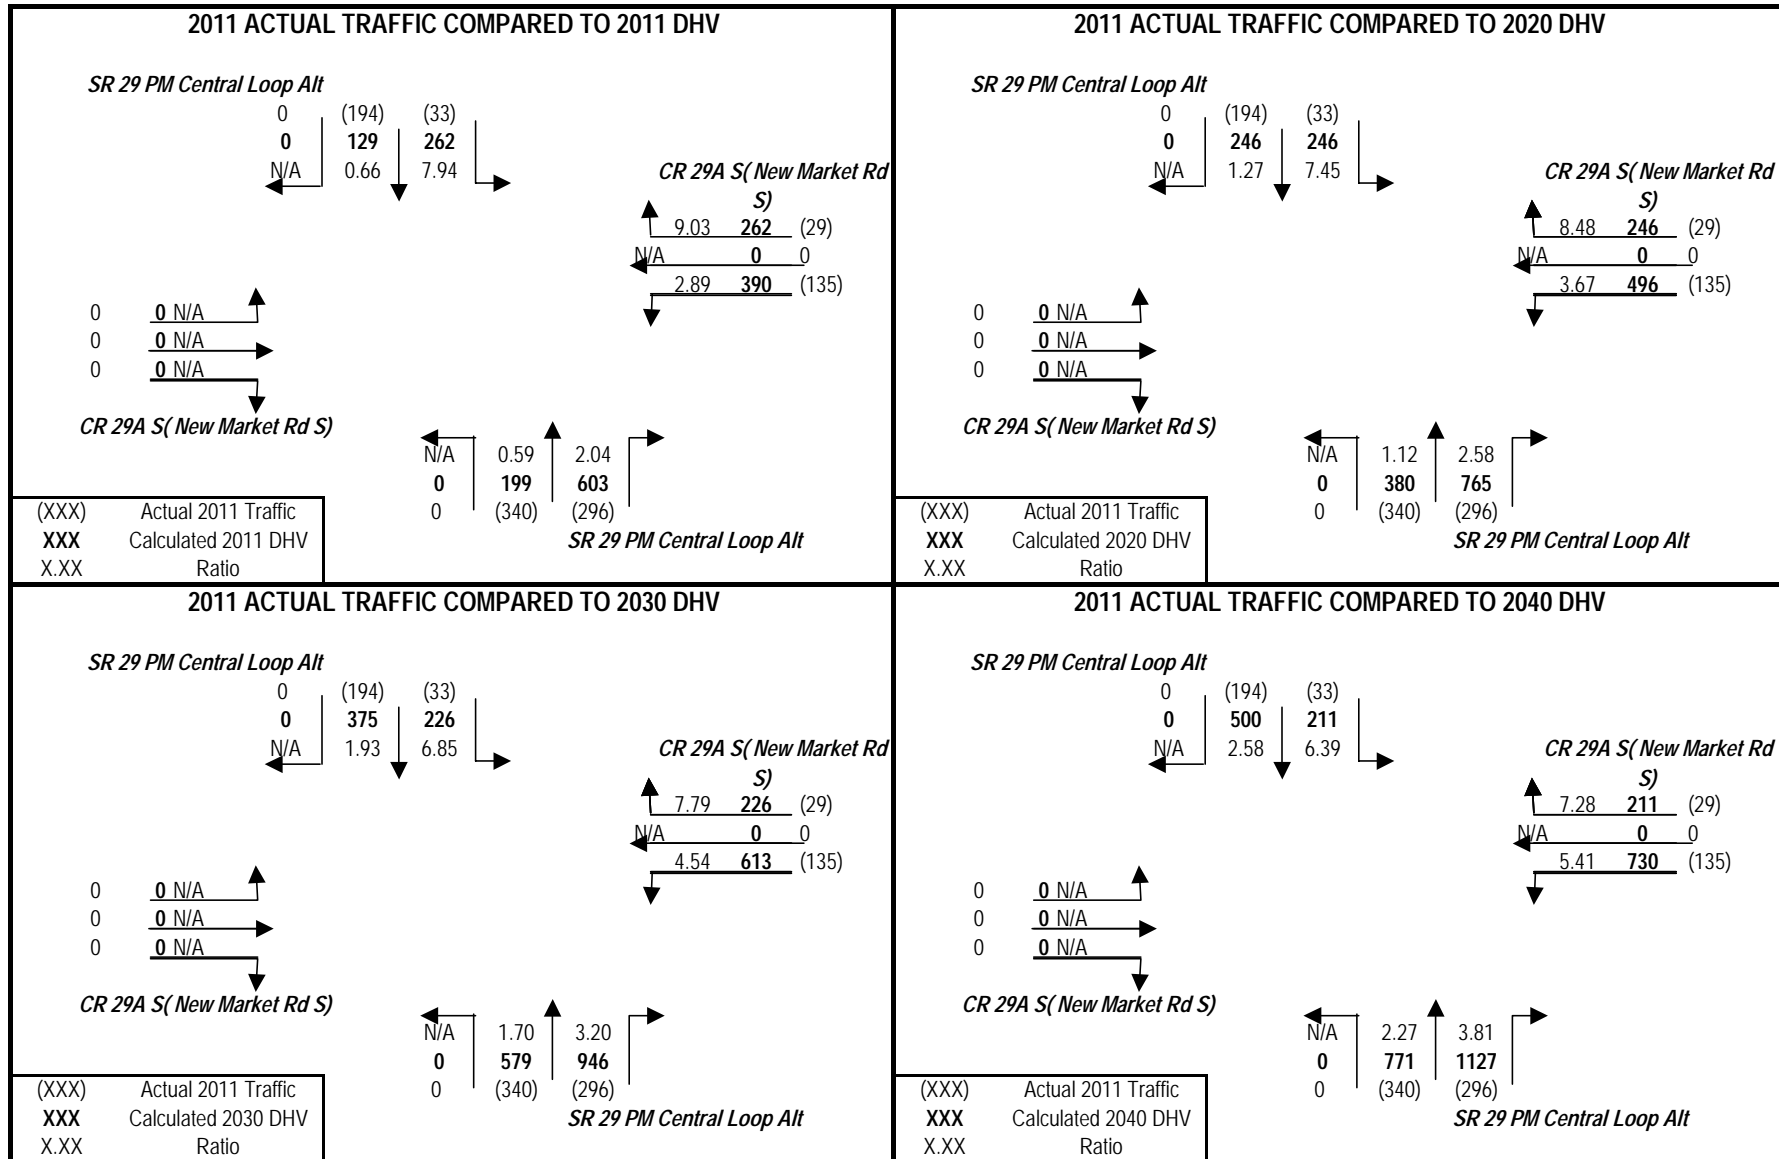 2011 ACTUAL TRAFFIC COMPARED TO 2011 DHV
SR 29 PM Central Loop Alt
0 (194) (33)
0 129 262
N/A 0.66 7.94
CR 29A S( New Market Rd
S)
9.03 262 (29)
N/A 0 0
2.89 390 (135)
0 0 N/A
0 0 N/A
0 0 N/A
CR 29A S( New Market Rd S)
N/A 0.59 2.04
0 199 603
0 (340) (296)
SR 29 PM Central Loop Alt
(XXX) Actual 2011 Traffic
XXX Calculated 2011 DHV
X.XX Ratio
2011 ACTUAL TRAFFIC COMPARED TO 2020 DHV
SR 29 PM Central Loop Alt
0 (194) (33)
0 246 246
N/A 1.27 7.45
CR 29A S( New Market Rd
S)
8.48 246 (29)
N/A 0 0
3.67 496 (135)
0 0 N/A
0 0 N/A
0 0 N/A
CR 29A S( New Market Rd S)
N/A 1.12 2.58
0 380 765
0 (340) (296)
SR 29 PM Central Loop Alt
(XXX) Actual 2011 Traffic
XXX Calculated 2020 DHV
X.XX Ratio
2011 ACTUAL TRAFFIC COMPARED TO 2030 DHV
SR 29 PM Central Loop Alt
0 (194) (33)
0 375 226
N/A 1.93 6.85
CR 29A S( New Market Rd
S)
7.79 226 (29)
N/A 0 0
4.54 613 (135)
0 0 N/A
0 0 N/A
0 0 N/A
CR 29A S( New Market Rd S)
N/A 1.70 3.20
0 579 946
0 (340) (296)
SR 29 PM Central Loop Alt
(XXX) Actual 2011 Traffic
XXX Calculated 2030 DHV
X.XX Ratio
2011 ACTUAL TRAFFIC COMPARED TO 2040 DHV
SR 29 PM Central Loop Alt
0 (194) (33)
0 500 211
N/A 2.58 6.39
CR 29A S( New Market Rd
S)
7.28 211 (29)
N/A 0 0
5.41 730 (135)
0 0 N/A
0 0 N/A
0 0 N/A
CR 29A S( New Market Rd S)
N/A 2.27 3.81
0 771 1127
0 (340) (296)
SR 29 PM Central Loop Alt
(XXX) Actual 2011 Traffic
XXX Calculated 2040 DHV
X.XX Ratio